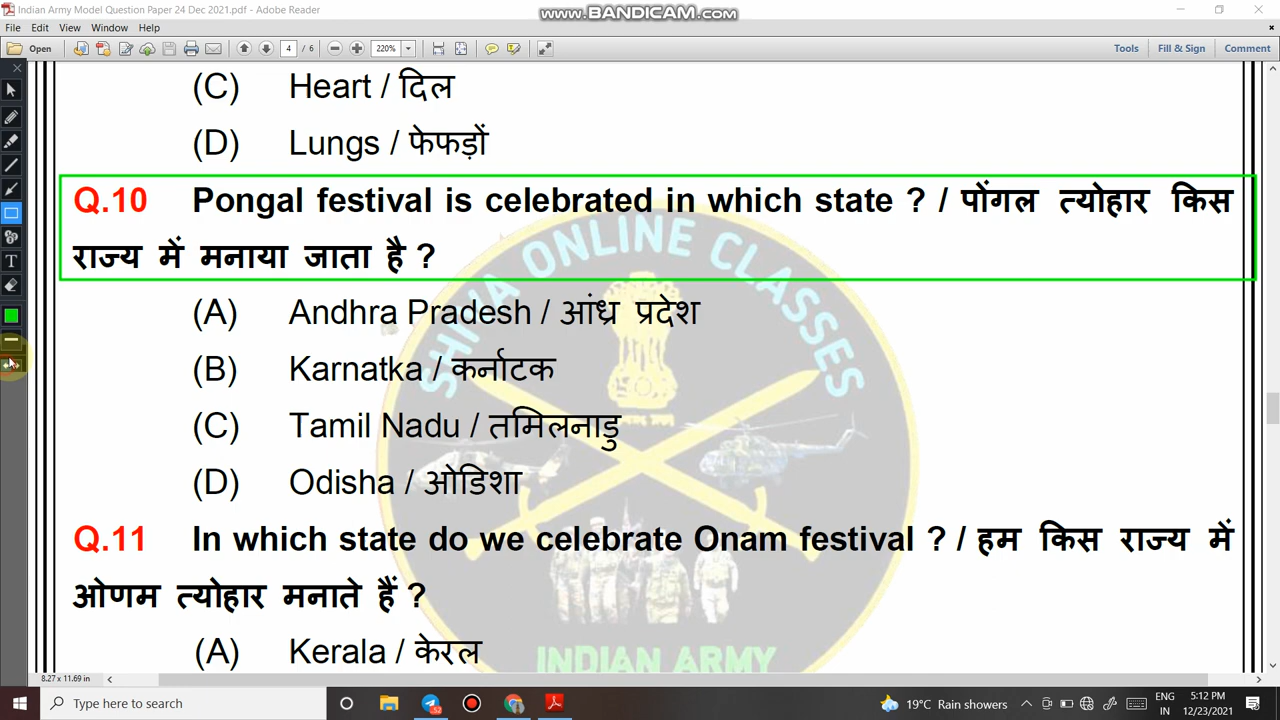 Indian Army Model Question Paper 24 Dec 2021.pdf - Adobe Reader
www.BANDICAM.com
File Edit View Window Help
Open 4 / 6 220% Tools Fill & Sign Comment
(C) Heart / दिल
(D) Lungs / फेफड़ों
Q.10 Pongal festival is celebrated in which state ? / पोंगल त्योहार किस
राज्य में मनाया जाता है ?
(A) Andhra Pradesh / आंध्र प्रदेश
(B) Karnatka / कर्नाटक
(C) Tamil Nadu / तमिलनाडु
(D) Odisha / ओडिशा
Q.11 In which state do we celebrate Onam festival ? / हम किस राज्य में
ओणम त्योहार मनाते हैं ?
(A) Kerala / केरल
SHIVA ONLINE CLASSES
INDIAN ARMY
8.27 x 11.69 in
Type here to search
19°C Rain showers
ENG 5:12 PM
IN 12/23/2021